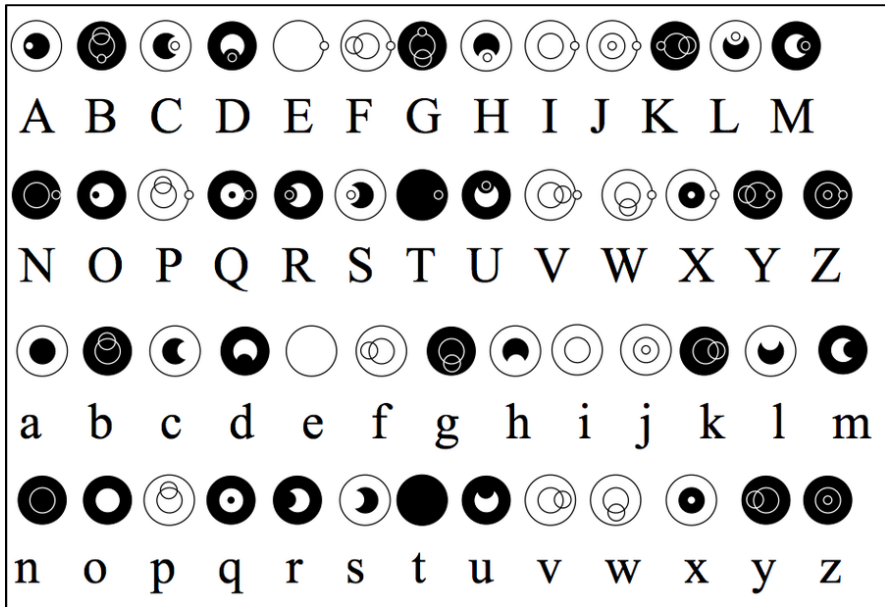 A B C D E F G H I J K L M
N O P Q R S T U V W X Y Z
a b c d e f g h i j k l m
n o p q r s t u v w x y z